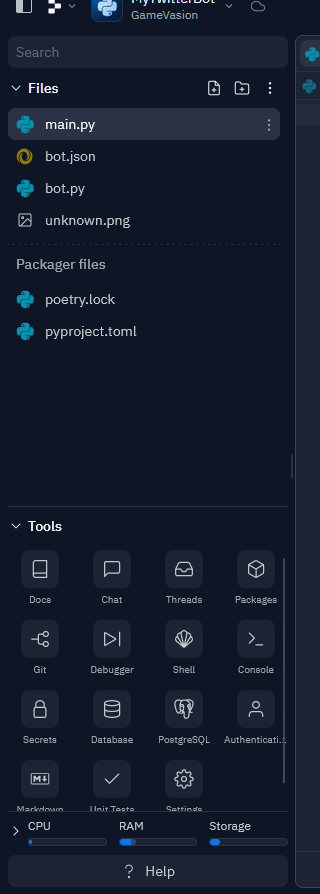 MyTwitterBot
GameVasion
Search
Files
main.py
bot.json
bot.py
unknown.png
Packager files
poetry.lock
pyproject.toml
Tools
Docs Chat Threads Packages
Git Debugger Shell Console
Secrets Database PostgreSQL Authenticati...
Markdown Unit Tests Settings
CPU RAM Storage
Help